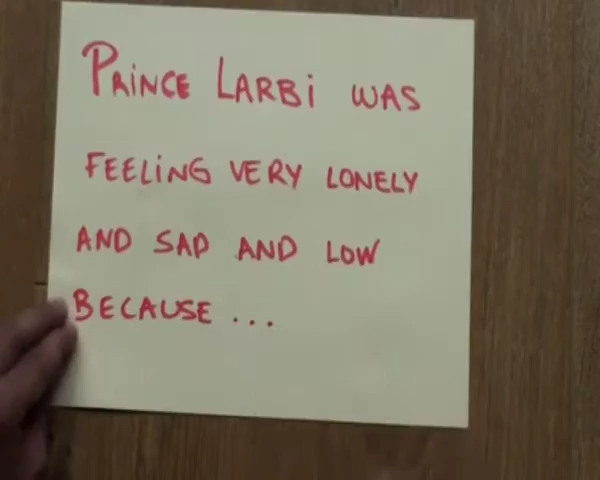 PRiNCE LARBi WAS
FEELiNG VERY LONELY
AND SAD AND LOW
BECAUSE ...